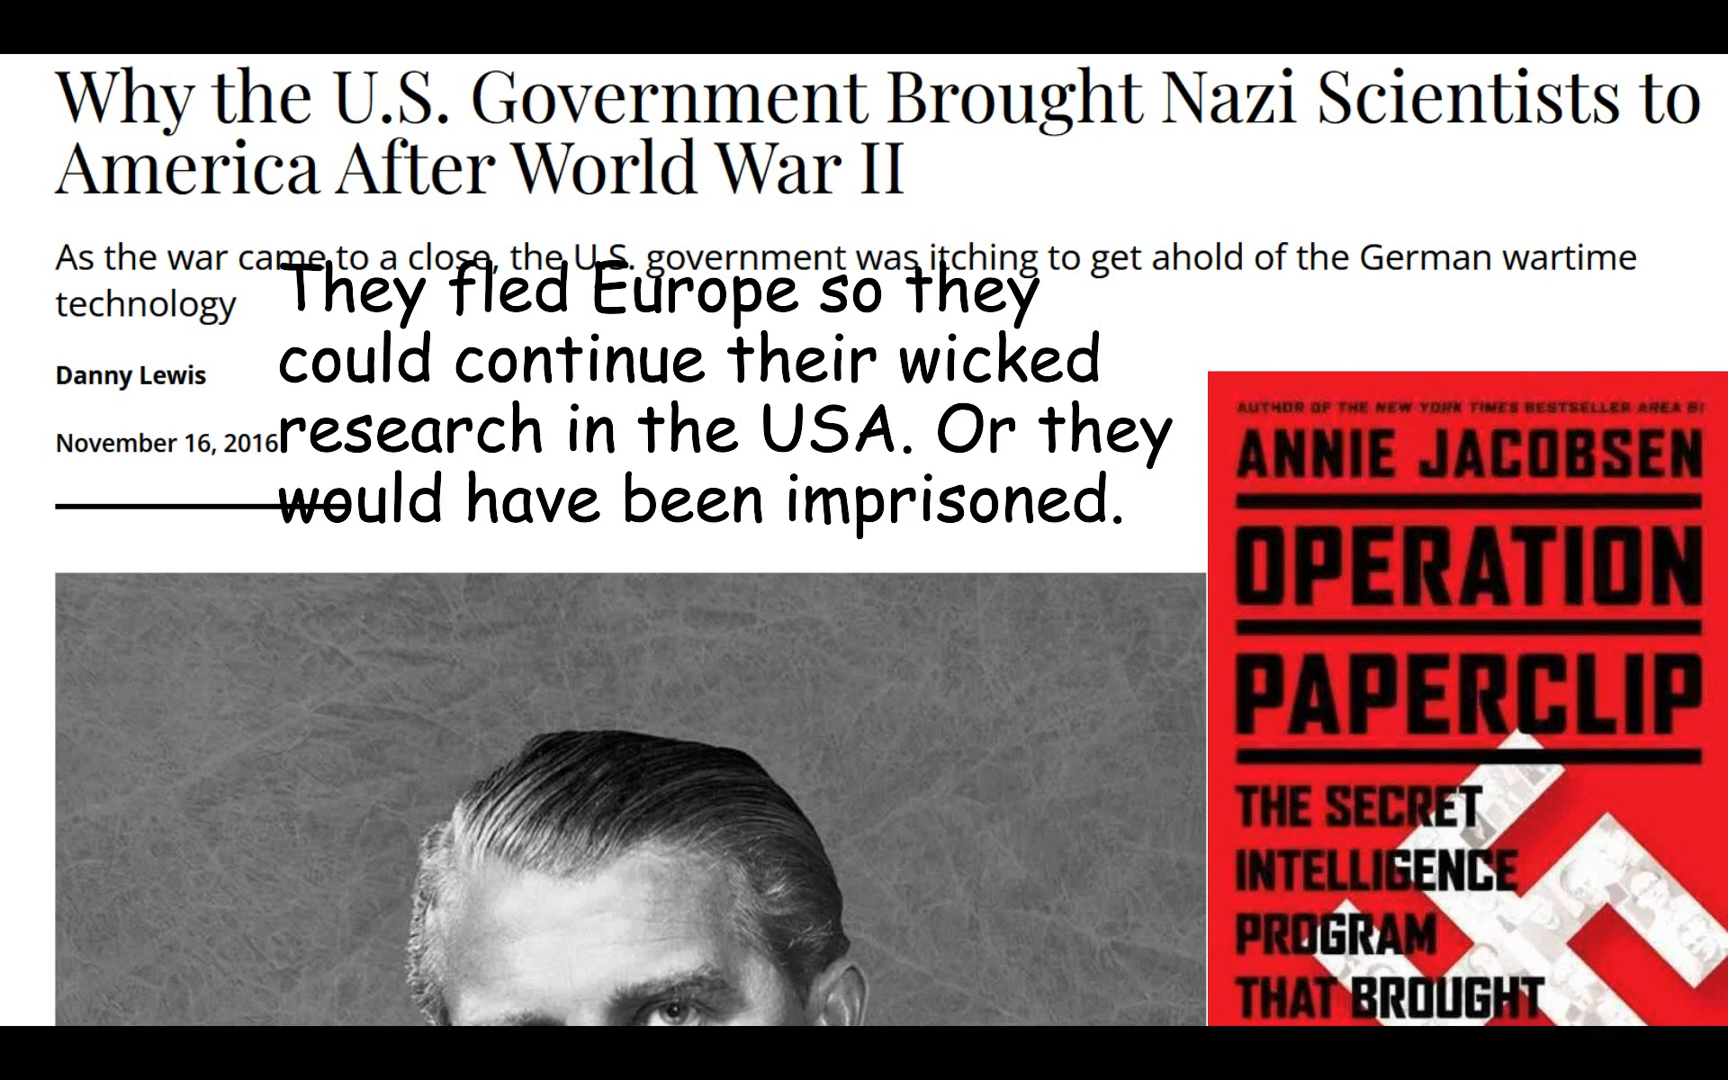 Why the U.S. Government Brought Nazi Scientists to
America After World War II
As the war came to a close, the U.S. government was itching to get ahold of the German wartime
technology
They fled Europe so they
could continue their wicked
research in the USA. Or they
would have been imprisoned.
Danny Lewis
November 16, 2016
AUTHOR OF THE NEW YORK TIMES BESTSELLER AREA 51
ANNIE JACOBSEN
OPERATION
PAPERCLIP
THE SECRET
INTELLIGENCE
PROGRAM
THAT BROUGHT